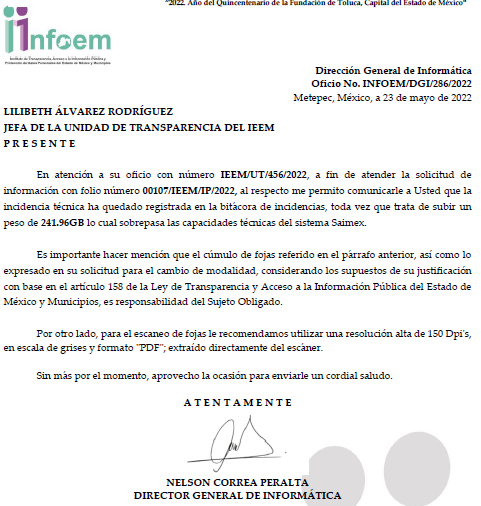 "2022. Año del Quincentenario de la Fundación de Toluca, Capital del Estado de México"
infoem
Instituto de Transparencia, Acceso a la Información Pública y
Protección de Datos Personales del Estado de México y Municipios
Dirección General de Informática
Oficio No. INFOEM/DGI/286/2022
Metepec, México, a 23 de mayo de 2022
LILIBETH ÁLVAREZ RODRÍGUEZ
JEFA DE LA UNIDAD DE TRANSPARENCIA DEL IEEM
P R E S E N T E
En atención a su oficio con número IEEM/UT/456/2022, a fin de atender la solicitud de
información con folio número 00107/IEEM/IP/2022, al respecto me permito comunicarle a Usted que la
incidencia técnica ha quedado registrada en la bitácora de incidencias, toda vez que trata de subir un
peso de 241.96GB lo cual sobrepasa las capacidades técnicas del sistema Saimex.
Es importante hacer mención que el cúmulo de fojas referido en el párrafo anterior, así como lo
expresado en su solicitud para el cambio de modalidad, considerando los supuestos de su justificación
con base en el artículo 158 de la Ley de Transparencia y Acceso a la Información Pública del Estado de
México y Municipios, es responsabilidad del Sujeto Obligado.
Por otro lado, para el escaneo de fojas le recomendamos utilizar una resolución alta de 150 Dpi's,
en escala de grises y formato "PDF"; extraído directamente del escáner.
Sin más por el momento, aprovecho la ocasión para enviarle un cordial saludo.
A T E N T A M E N T E
NELSON CORREA PERALTA
DIRECTOR GENERAL DE INFORMÁTICA